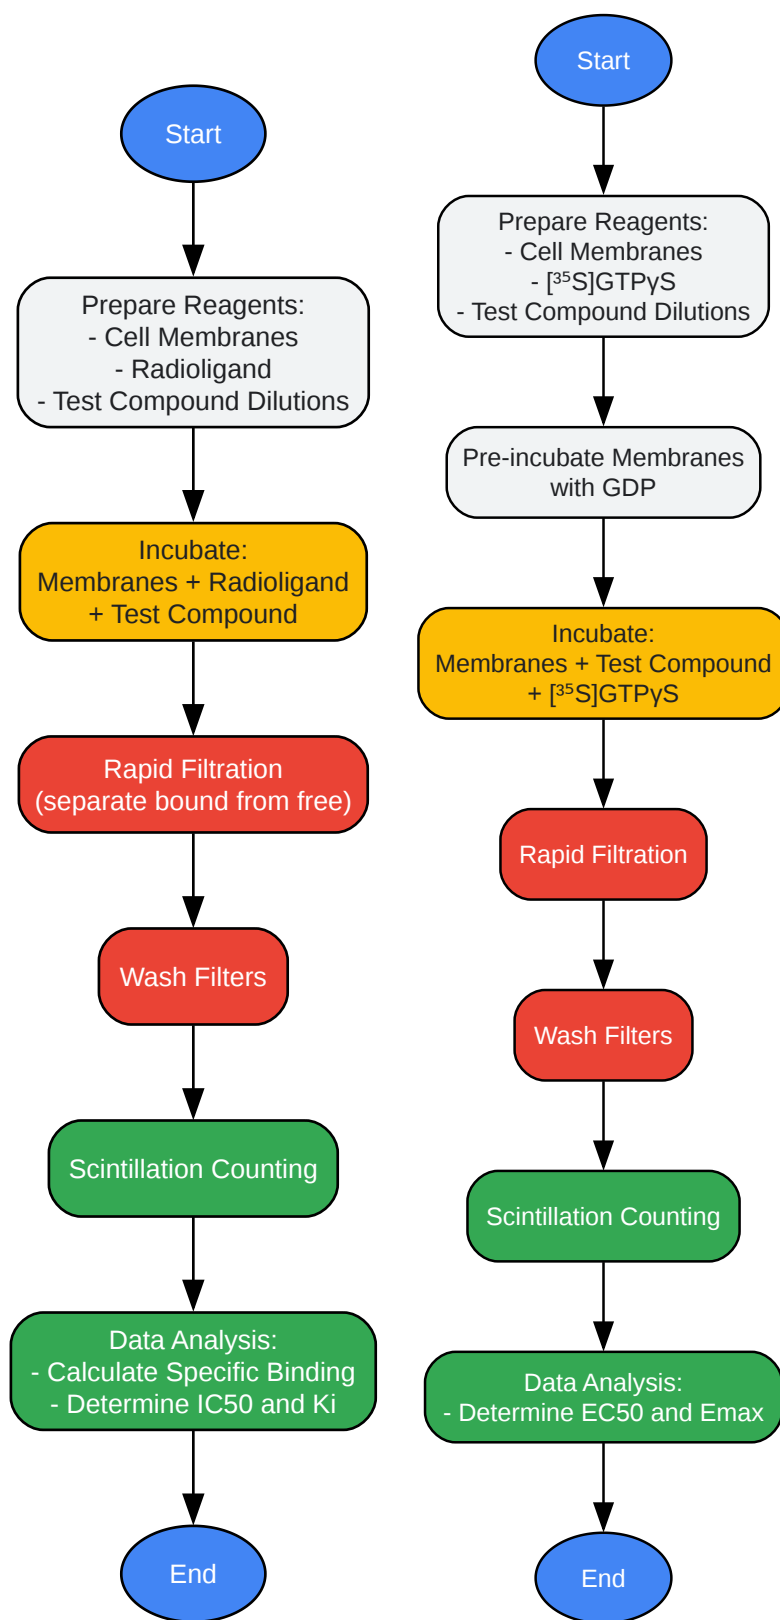 Start
Prepare Reagents:
- Cell Membranes
- Radioligand
- Test Compound Dilutions
Incubate:
Membranes + Radioligand
+ Test Compound
Rapid Filtration
(separate bound from free)
Wash Filters
Scintillation Counting
Data Analysis:
- Calculate Specific Binding
- Determine IC50 and Ki
End
Start
Prepare Reagents:
- Cell Membranes
- [³⁵S]GTPγS
- Test Compound Dilutions
Pre-incubate Membranes
with GDP
Incubate:
Membranes + Test Compound
+ [³⁵S]GTPγS
Rapid Filtration
Wash Filters
Scintillation Counting
Data Analysis:
- Determine EC50 and Emax
End